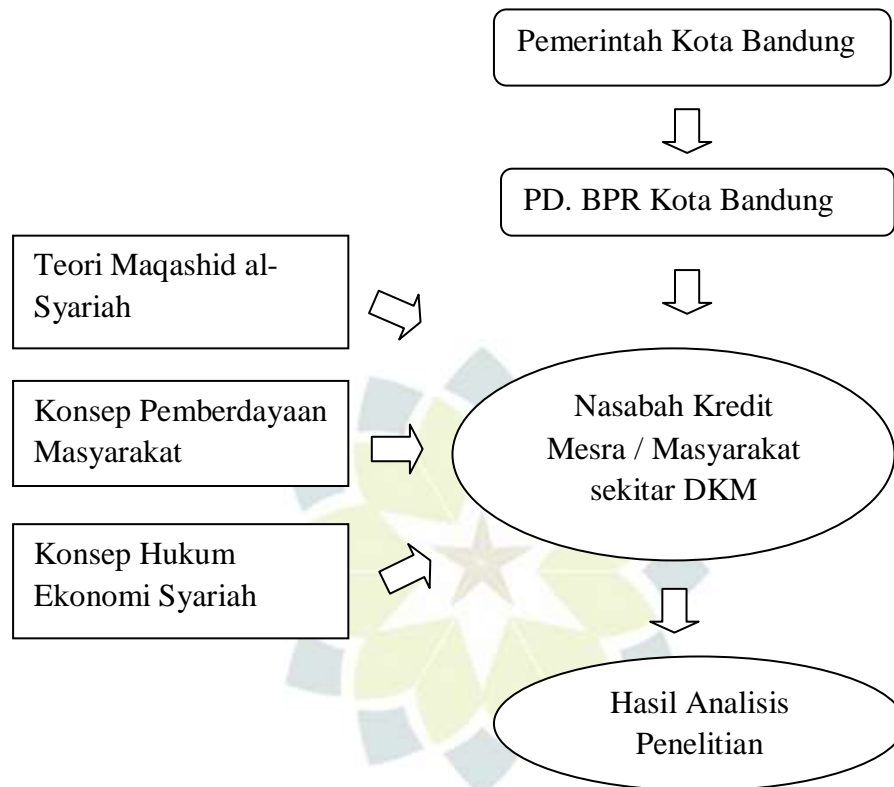 Pemerintah Kota Bandung
PD. BPR Kota Bandung
Teori Maqashid al-
Syariah
Konsep Pemberdayaan
Masyarakat
Konsep Hukum
Ekonomi Syariah
Nasabah Kredit
Mesra / Masyarakat
sekitar DKM
Hasil Analisis
Penelitian